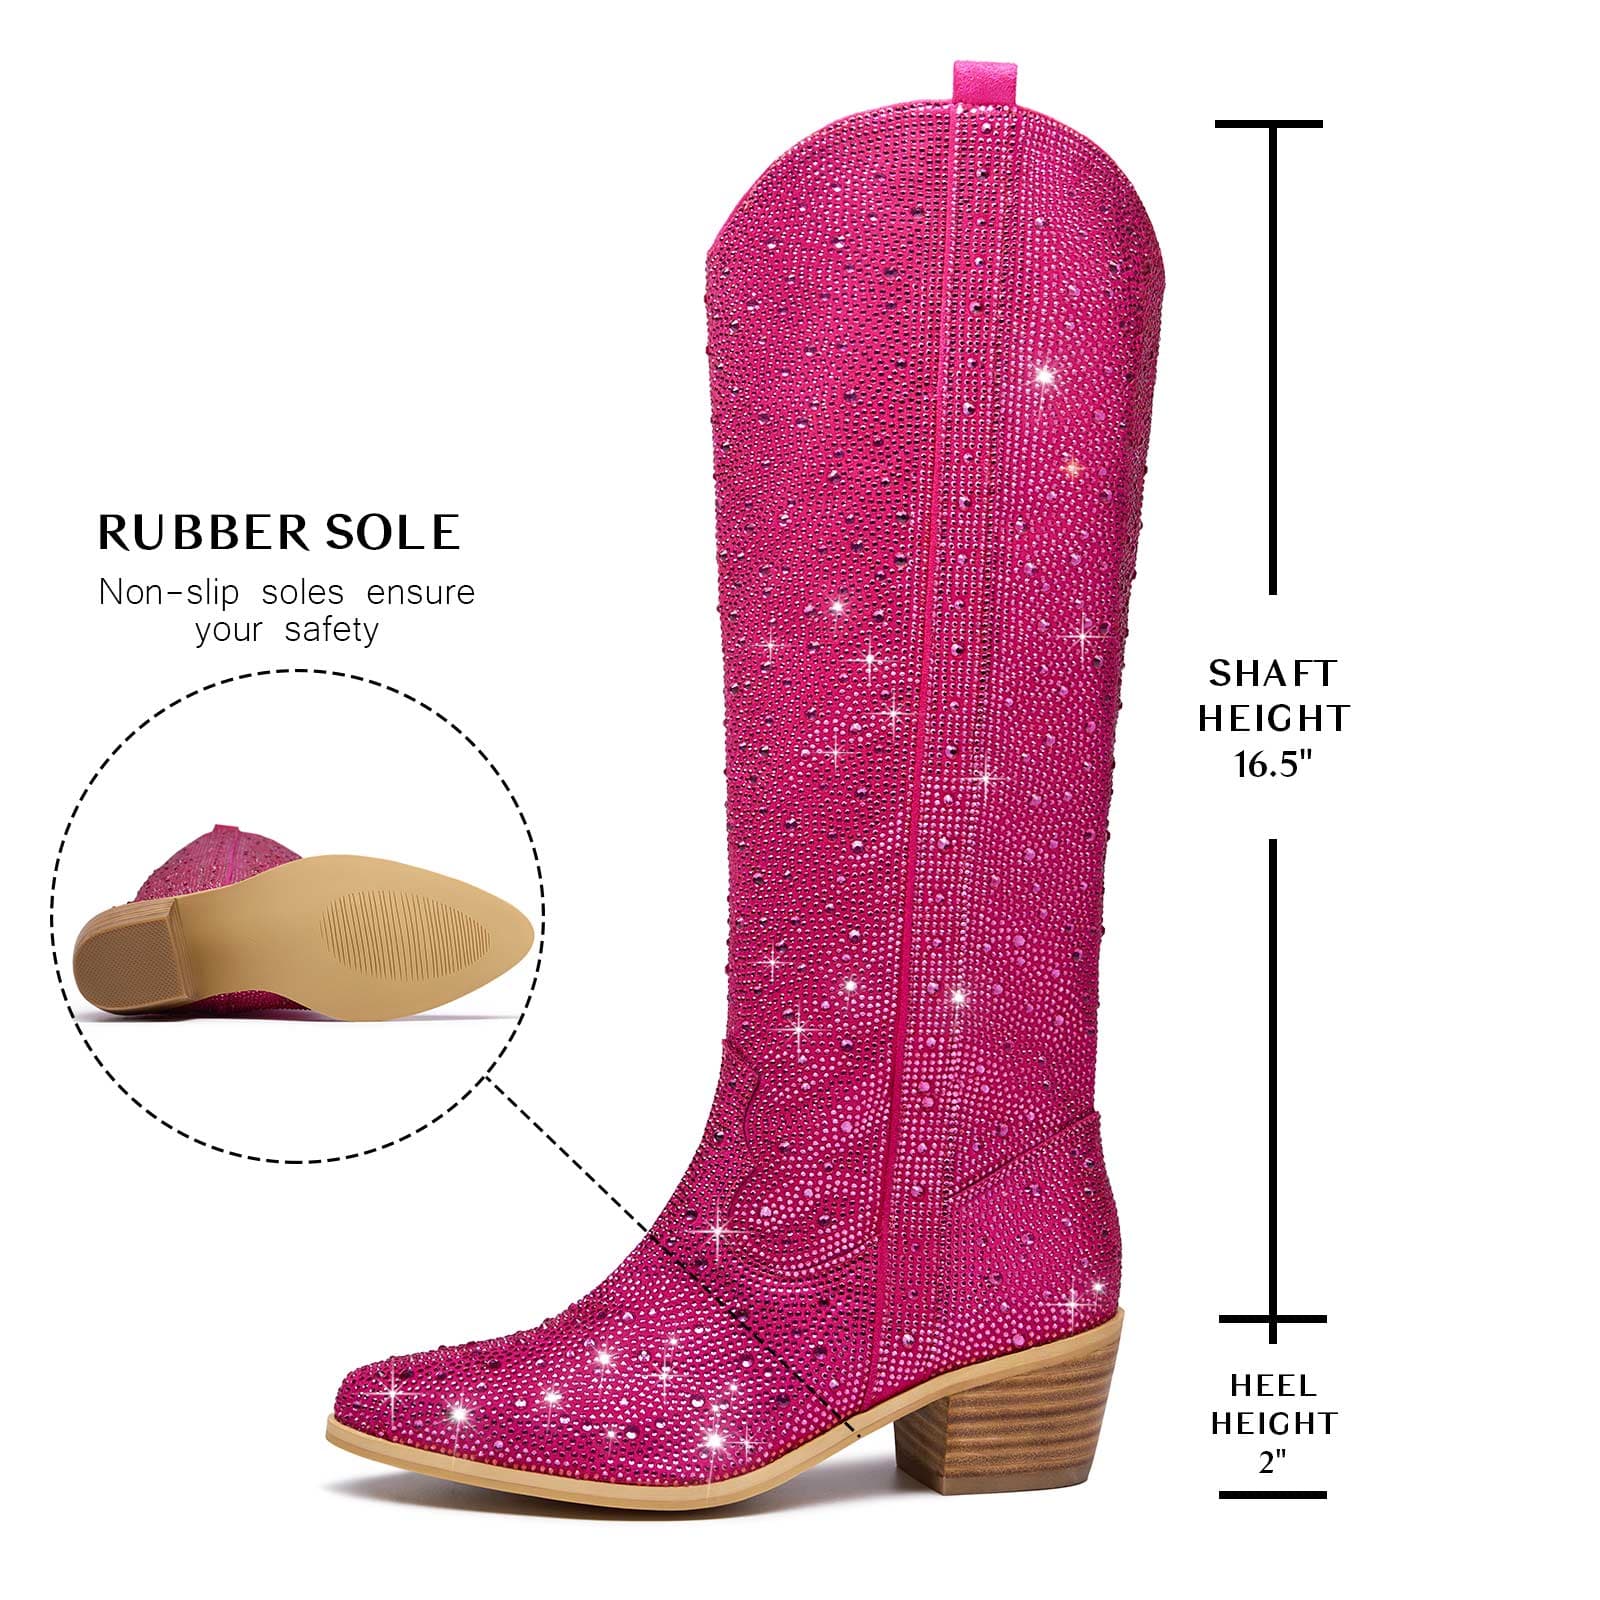 RUBBER SOLE
Non-slip soles ensure
your safety
SHAFT
HEIGHT
16.5"
HEEL
HEIGHT
2"